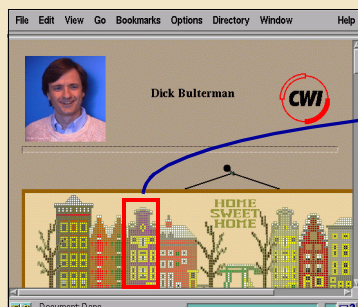 File Edit View Go Bookmarks Options Directory Window Help
Dick Bulterman
CWI
HOME
SWEET
HOME
Document: Done